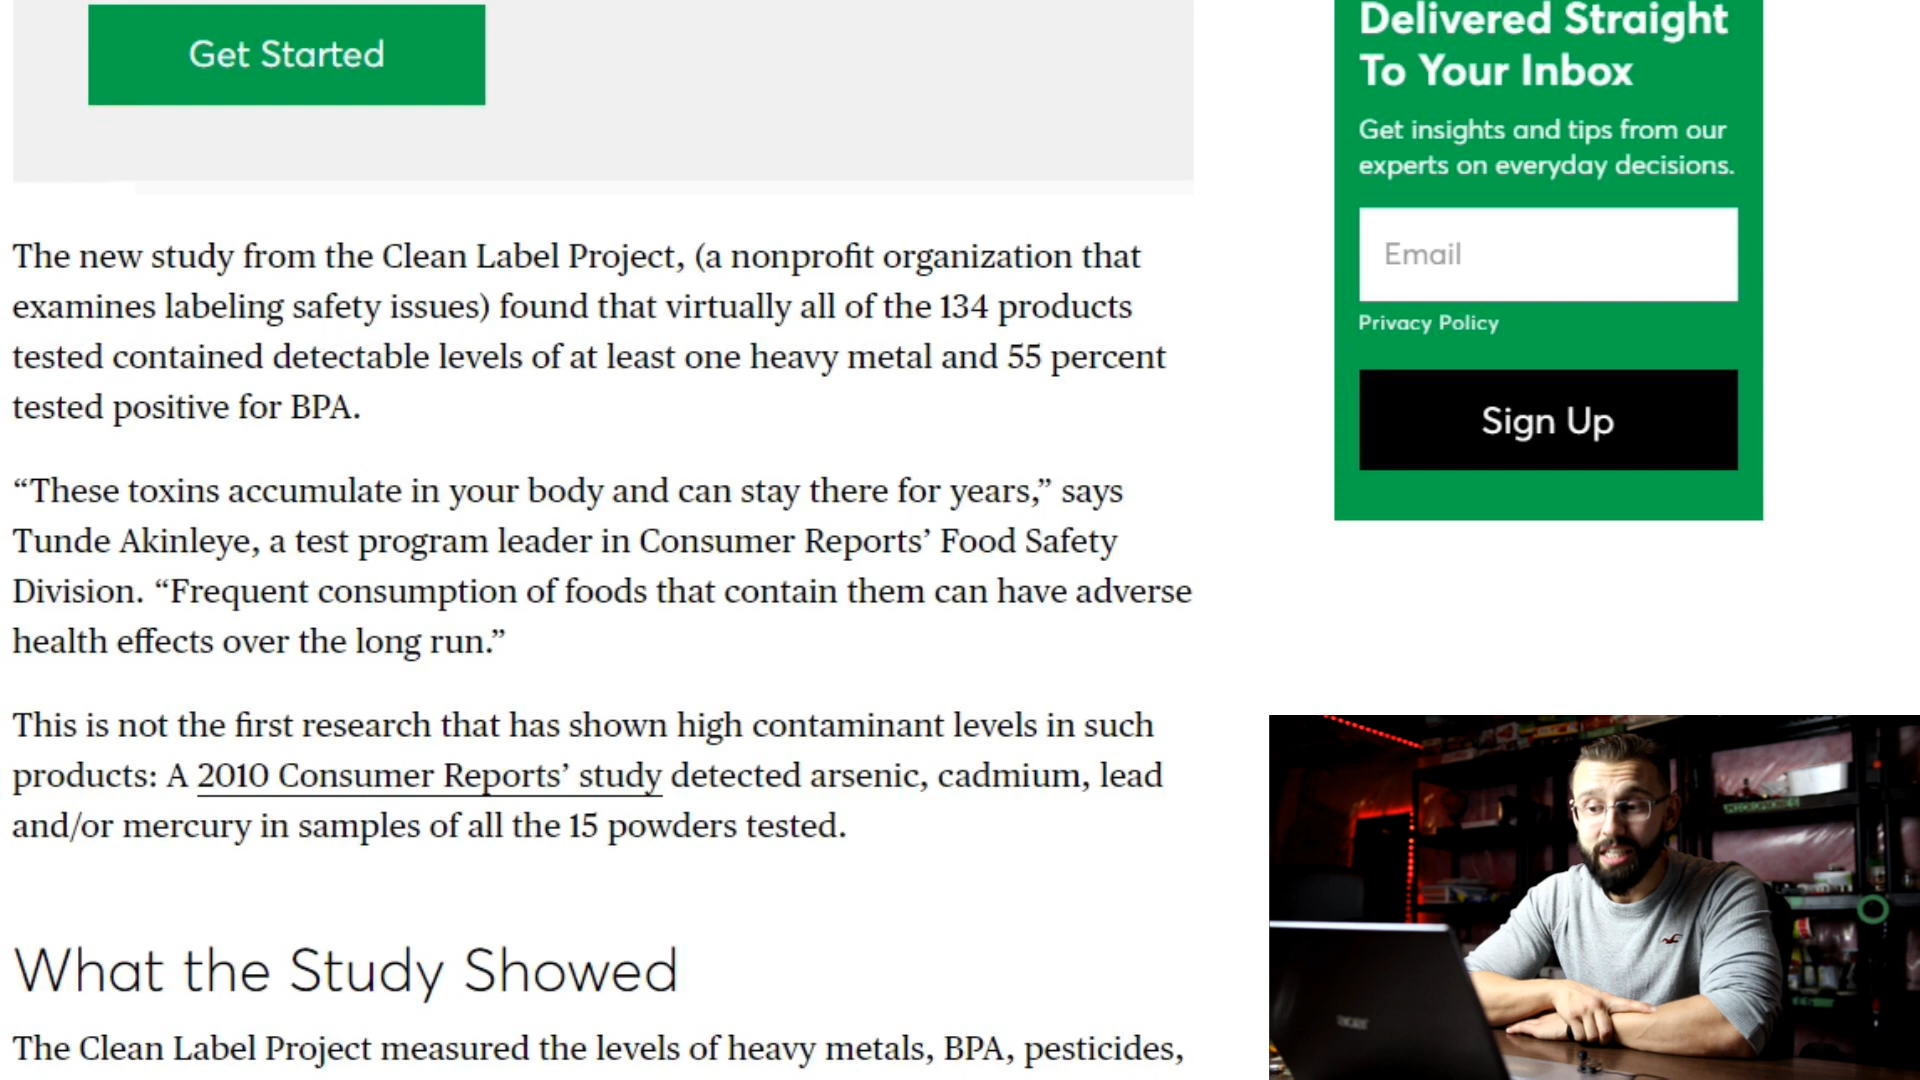 Get Started
Delivered Straight
To Your Inbox
Get insights and tips from our
experts on everyday decisions.
Email
Privacy Policy
Sign Up
The new study from the Clean Label Project, (a nonprofit organization that
examines labeling safety issues) found that virtually all of the 134 products
tested contained detectable levels of at least one heavy metal and 55 percent
tested positive for BPA.
“These toxins accumulate in your body and can stay there for years,” says
Tunde Akinleye, a test program leader in Consumer Reports’ Food Safety
Division. “Frequent consumption of foods that contain them can have adverse
health effects over the long run.”
This is not the first research that has shown high contaminant levels in such
products: A 2010 Consumer Reports’ study detected arsenic, cadmium, lead
and/or mercury in samples of all the 15 powders tested.
What the Study Showed
The Clean Label Project measured the levels of heavy metals, BPA, pesticides,